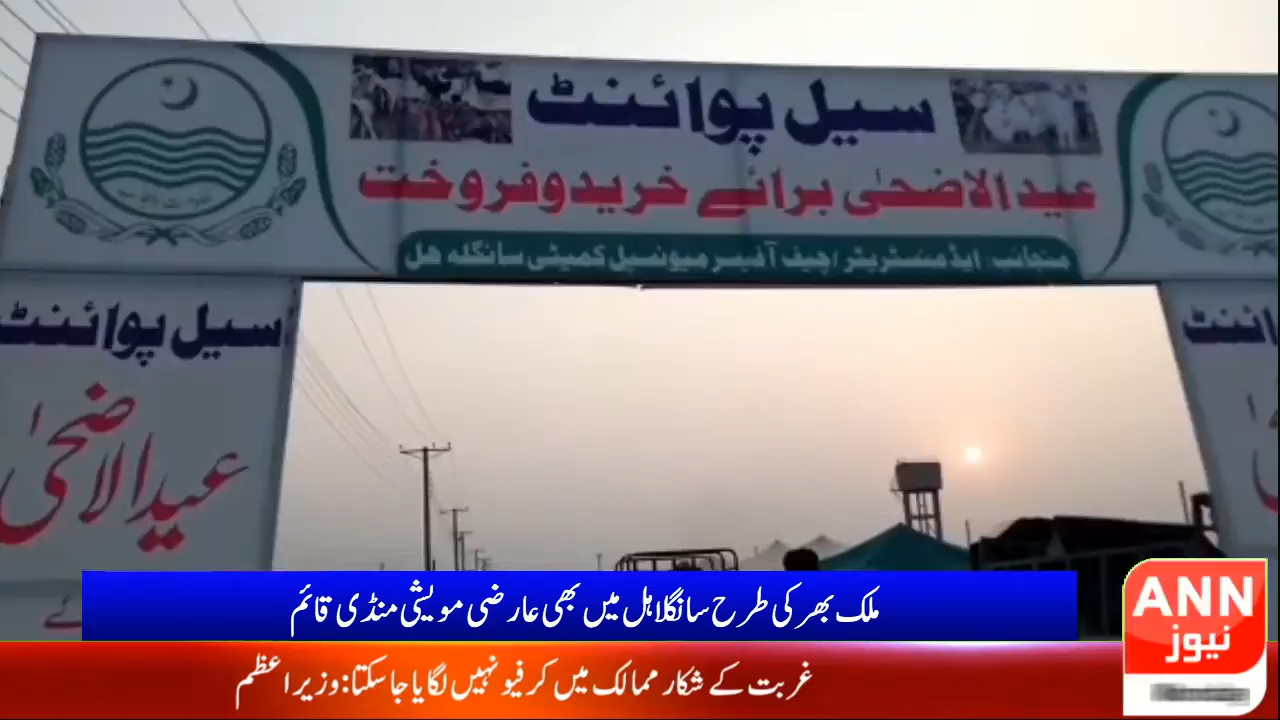 سیل پوائنٹ
عیدالاضحیٰ برائے خریدوفروخت
منجانب: ایڈمنسٹریٹر/چیف آفیسر میونسپل کمیٹی سانگلہ ہل
سیل پوائنٹ
عیدالاضحیٰ
ملک بھر کی طرح سانگلاہل میں بھی عارضی مویشی منڈی قائم
غربت کے شکار ممالک میں کرفیو نہیں لگایا جا سکتا: وزیراعظم
ANN
نیوز